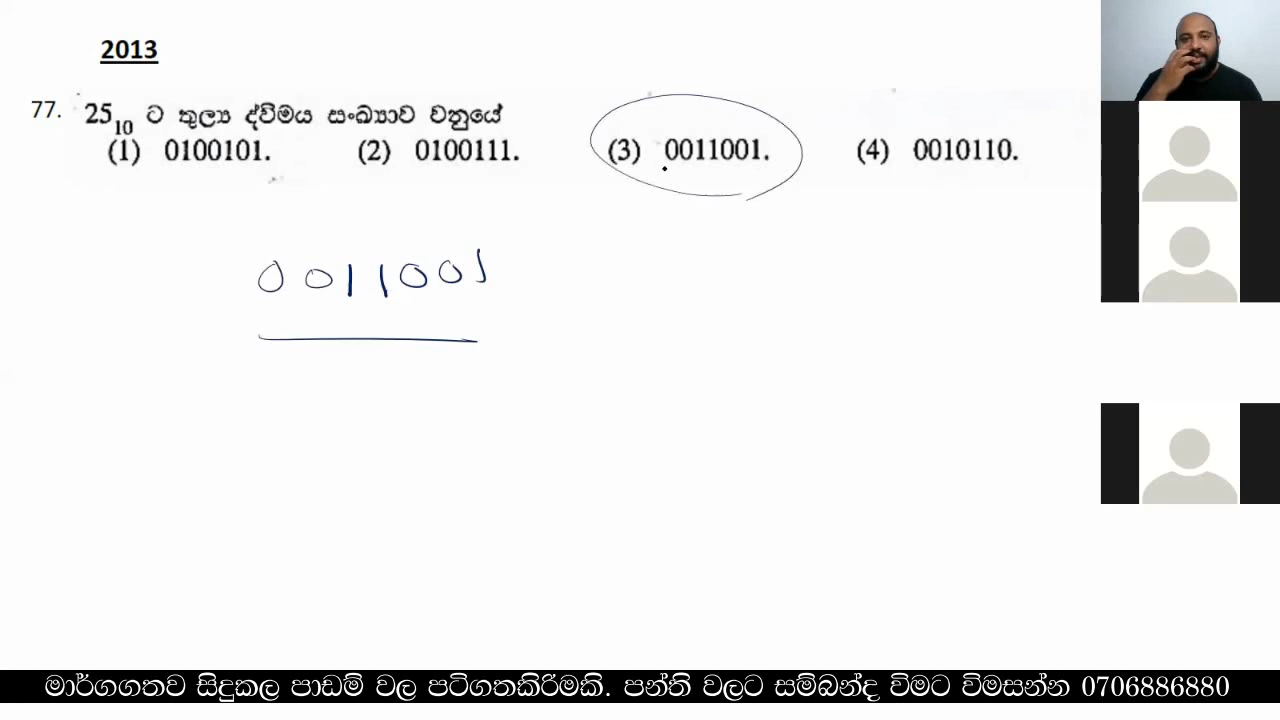 2013
77. 25₁₀ ට තුල්‍ය ද්විමය සංඛ්‍යාව වනුයේ
(1) 0100101. (2) 0100111. (3) 0011001. (4) 0010110.
0011001
මාර්ගගතව සිදුකල පාඩම් වල පටිගතකිරිමකි. පන්ති වලට සම්බන්ද විමට විමසන්න 0706886880